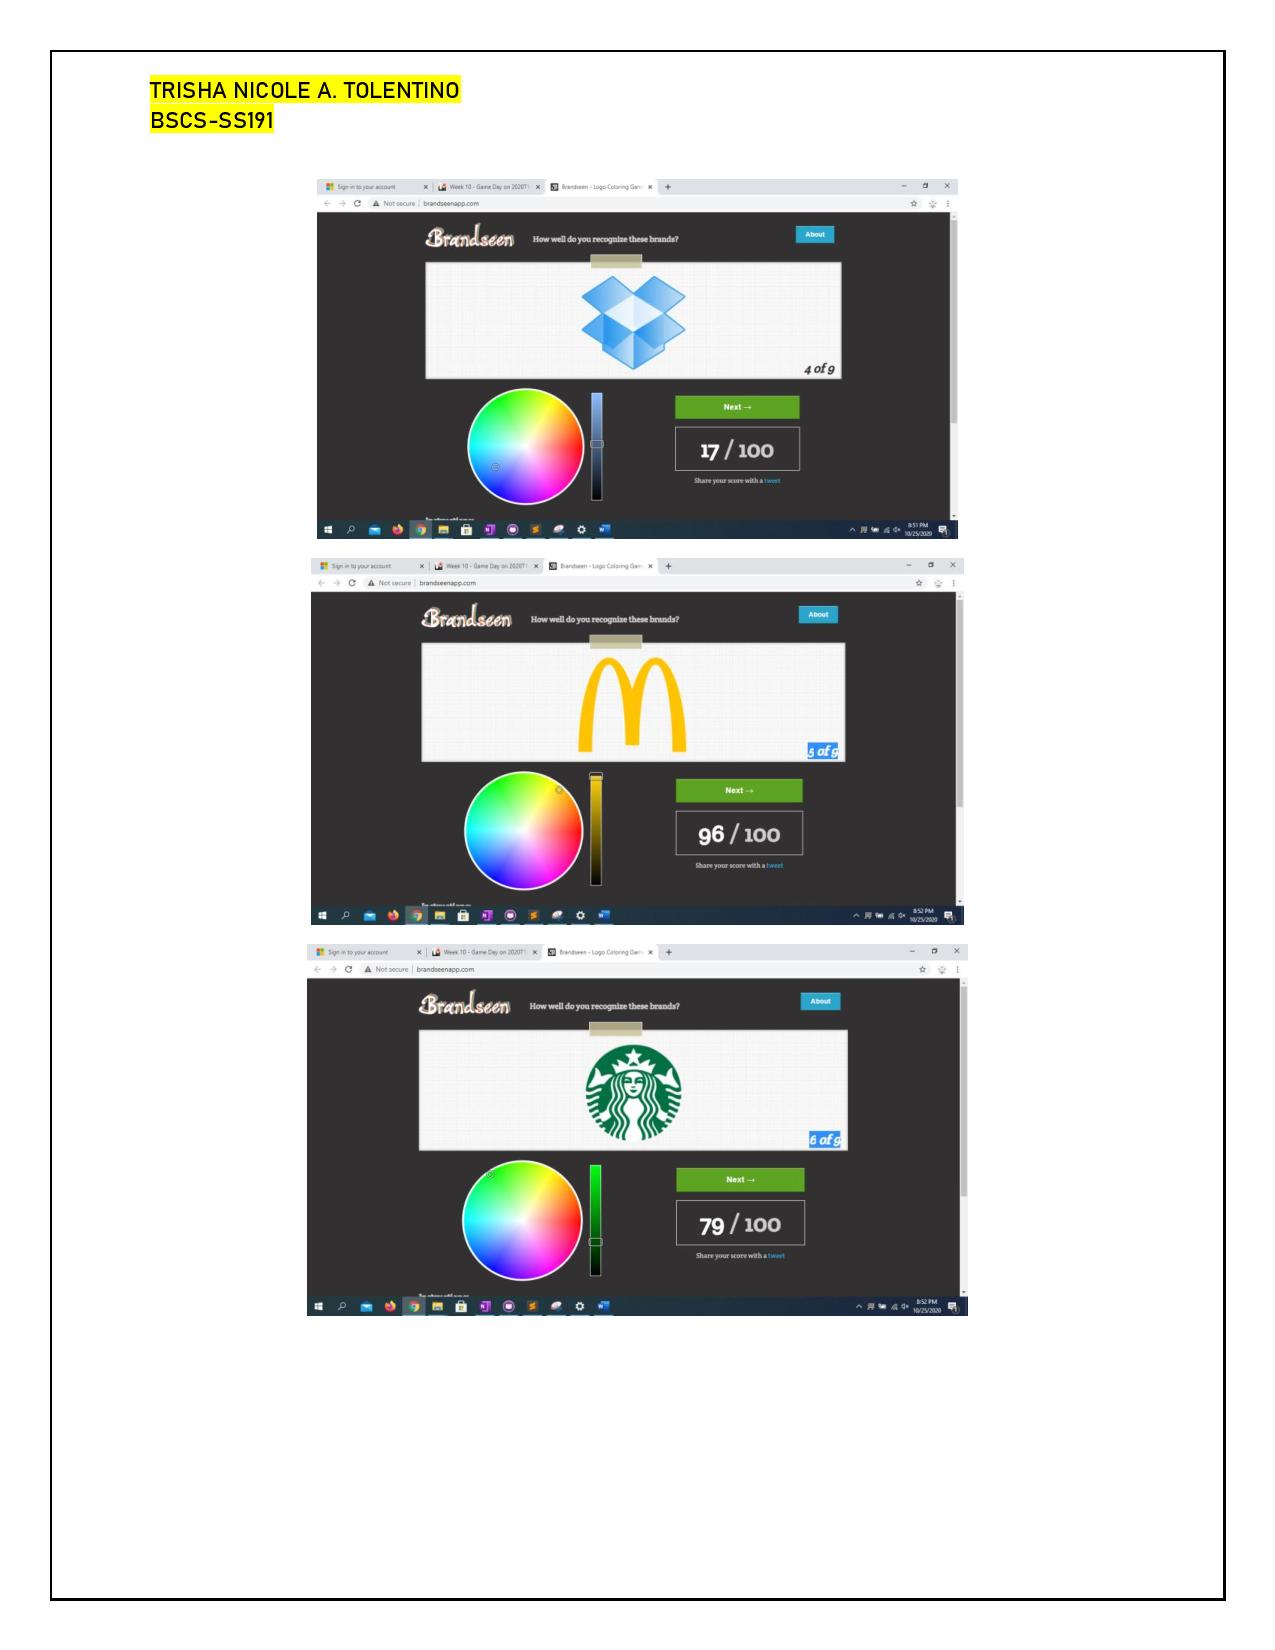 TRISHA NICOLE A. TOLENTINO
BSCS-SS191
Sign in to your account
Week 10 - Game Day on 2020T1
Brandseen - Logo Coloring Gam
Not secure | brandseenapp.com
Brandseen
How well do you recognize these brands?
About
4 of 9
Next →
17 / 100
Share your score with a tweet
8:51 PM
10/25/2020
Sign in to your account
Week 10 - Game Day on 2020T1
Brandseen - Logo Coloring Gam
Not secure | brandseenapp.com
Brandseen
How well do you recognize these brands?
About
5 of 9
Next →
96 / 100
Share your score with a tweet
8:52 PM
10/25/2020
Sign in to your account
Week 10 - Game Day on 2020T1
Brandseen - Logo Coloring Gam
Not secure | brandseenapp.com
Brandseen
How well do you recognize these brands?
About
6 of 9
Next →
79 / 100
Share your score with a tweet
8:52 PM
10/25/2020